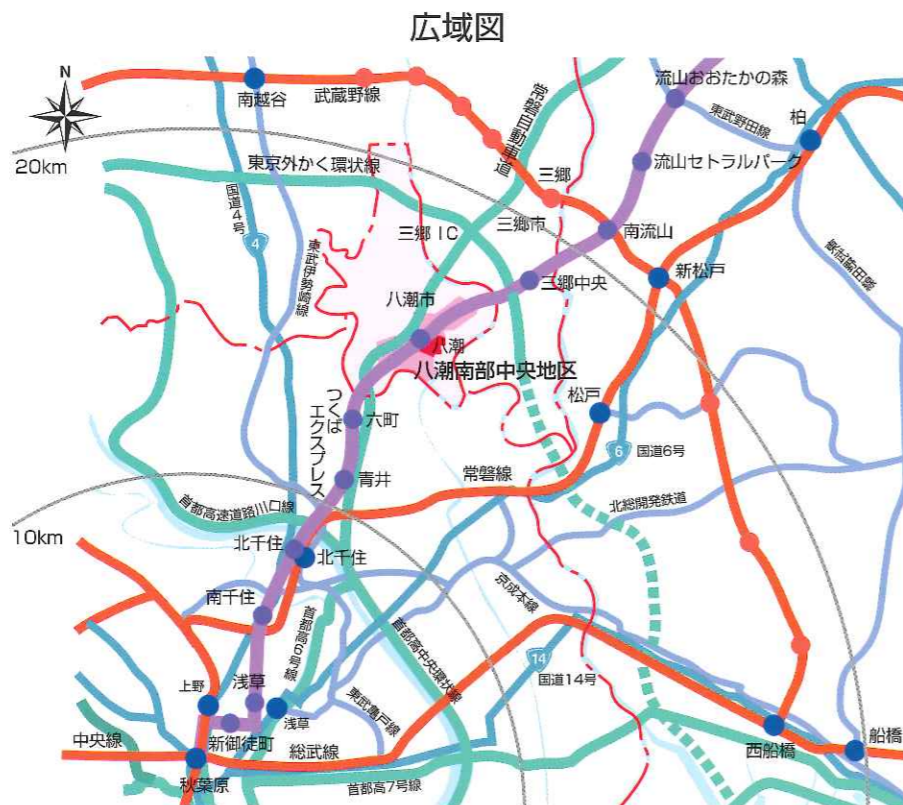 広域図
N
南越谷
武蔵野線
常磐自動車道
流山おおたかの森
東武野田線
柏
20km
東京外かく環状線
国道4号
4
東武伊勢崎線
三郷
流山セトラルパーク
三郷IC
三郷市
南流山
三郷中央
新松戸
新京成線
八潮市
八潮
八潮南部中央地区
つくば
エクスプレス
六町
松戸
青井
常磐線
6
国道6号
北総開発鉄道
首都高速道路川口線
10km
北千住
北千住
南千住
首都高6号線
首都高中央環状線
京成本線
14
国道14号
上野
浅草
浅草
東武亀戸線
新御徒町
中央線
秋葉原
総武線
首都高7号線
西船橋
船橋